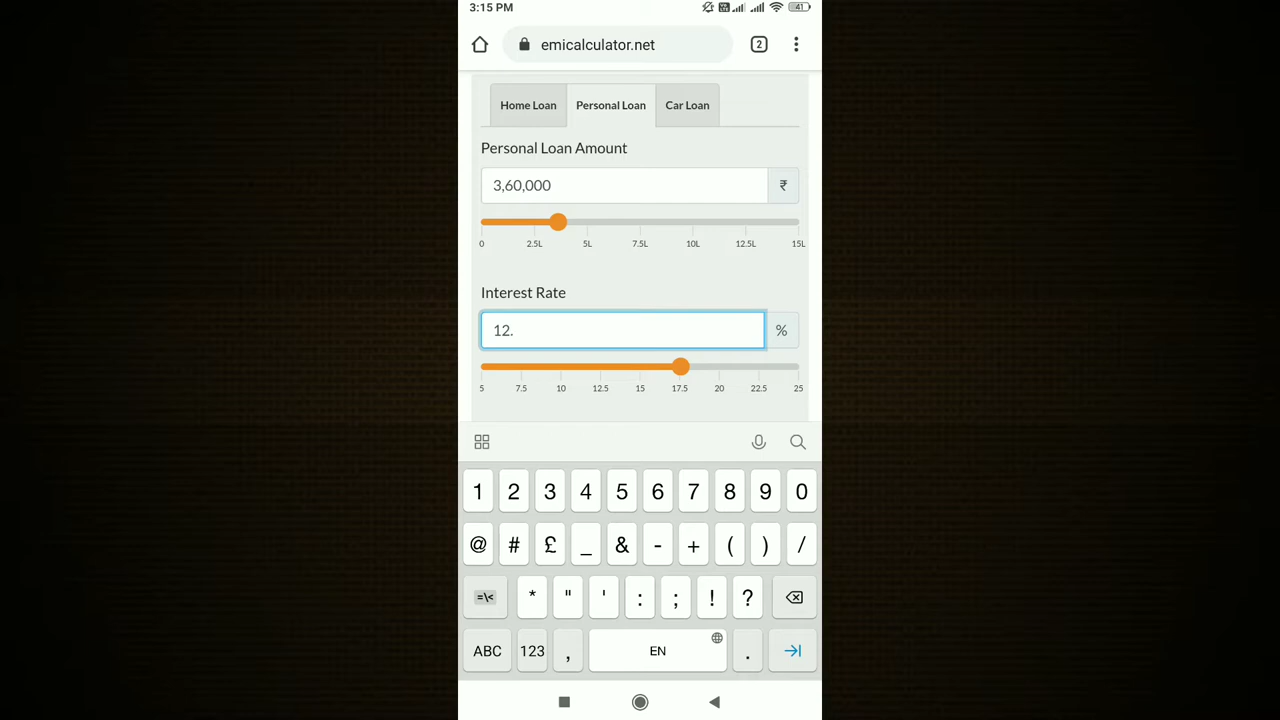 3:15 PM
41
emicalculator.net
2
Home Loan Personal Loan Car Loan
Personal Loan Amount
3,60,000 ₹
0 2.5L 5L 7.5L 10L 12.5L 15L
Interest Rate
12. %
5 7.5 10 12.5 15 17.5 20 22.5 25
1 2 3 4 5 6 7 8 9 0
@ # £ _ & - + ( ) /
=\< * " ' : ; ! ?
ABC 123 , EN .